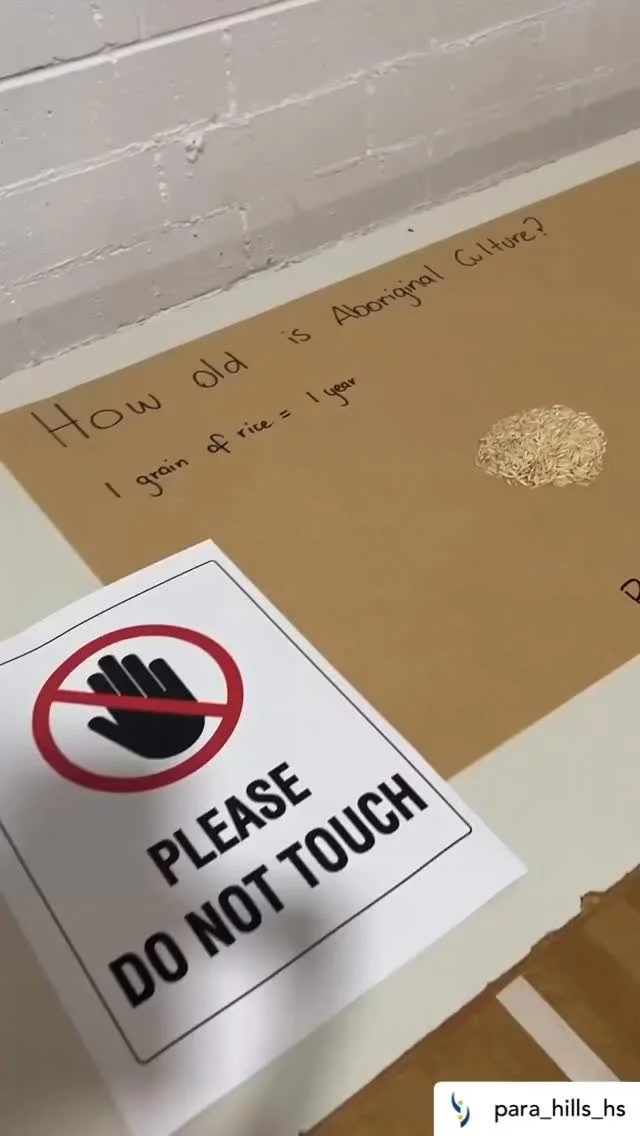 How old is Aboriginal Culture?
1 grain of rice = 1 year
PLEASE
DO NOT TOUCH
para_hills_hs